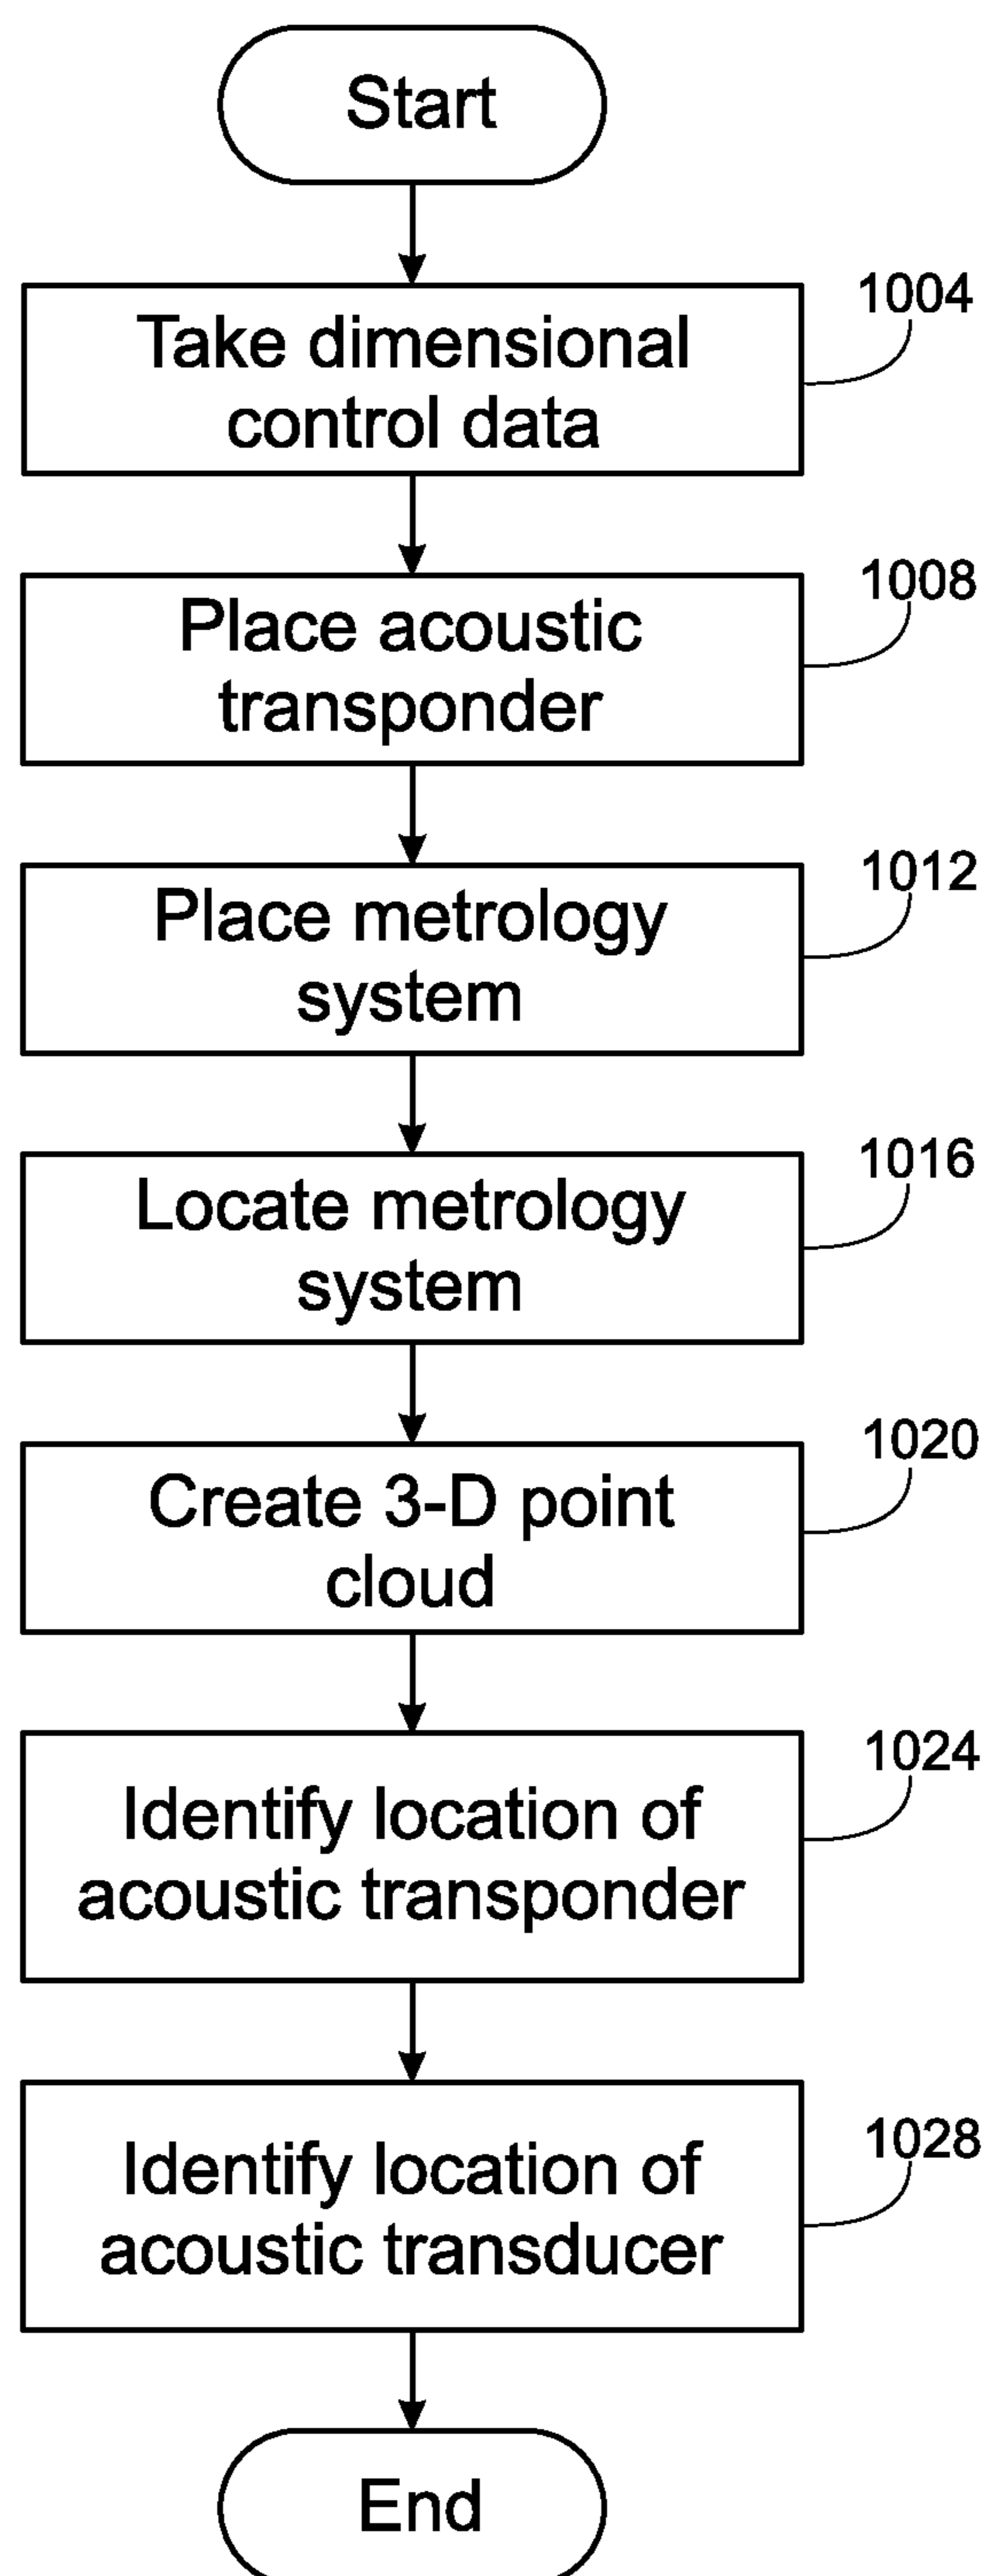 Start
1004
Take dimensional
control data
1008
Place acoustic
transponder
1012
Place metrology
system
1016
Locate metrology
system
1020
Create 3-D point
cloud
1024
Identify location of
acoustic transponder
1028
Identify location of
acoustic transducer
End